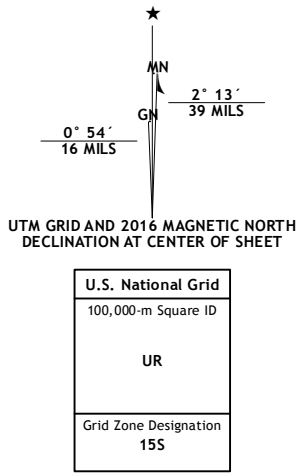 ★
MN
2° 13´
39 MILS
GN
0° 54´
16 MILS
UTM GRID AND 2016 MAGNETIC NORTH
DECLINATION AT CENTER OF SHEET
U.S. National Grid
100,000-m Square ID
UR
Grid Zone Designation
15S